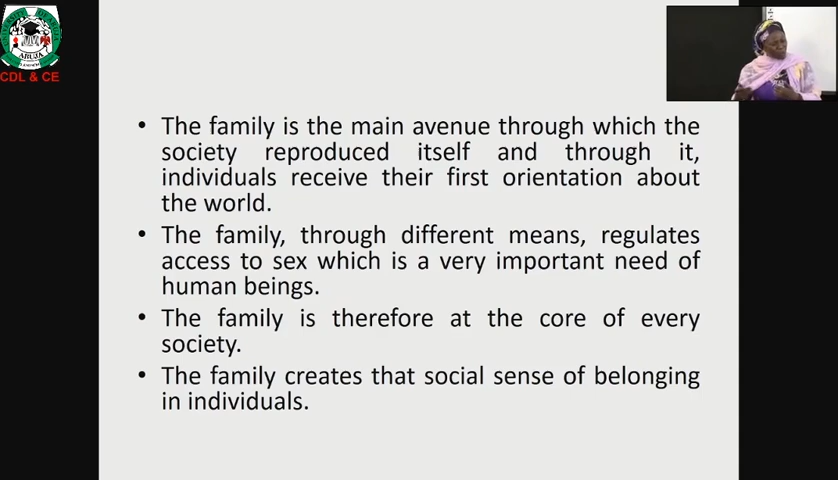 ABUJA
CDL & CE
• The family is the main avenue through which the
society reproduced itself and through it,
individuals receive their first orientation about
the world.
• The family, through different means, regulates
access to sex which is a very important need of
human beings.
• The family is therefore at the core of every
society.
• The family creates that social sense of belonging
in individuals.